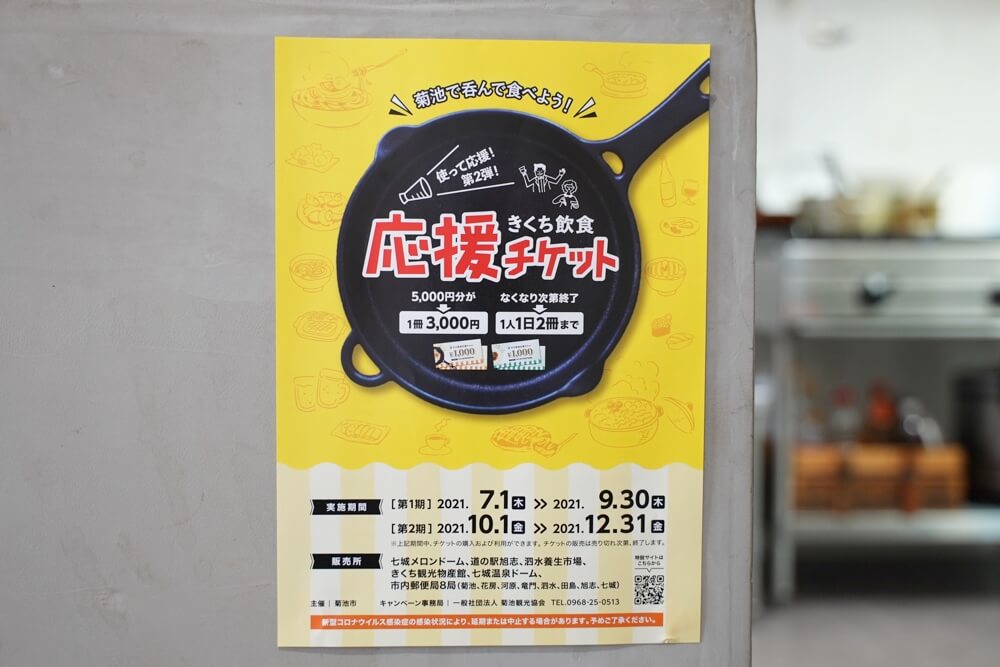 菊池で呑んで食べよう!
使って応援!
第2弾!
きくち飲食
応援チケット
5,000円分が
1冊3,000円
なくなり次第終了
1人1日2冊まで
¥1,000
¥1,000
実施期間
[第1期] 2021. 7.1木 >> 2021. 9.30木
[第2期] 2021.10.1金 >> 2021.12.31金
※上記期間中、チケットの購入および利用ができます。チケットの販売は売り切れ次第、終了します。
販売所
七城メロンドーム、道の駅旭志、泗水養生市場、
きくち観光物産館、七城温泉ドーム、
市内郵便局8局(菊池、花房、河原、竜門、泗水、田島、旭志、七城)
特設サイトは
こちらから
主催 | 菊池市 キャンペーン事務局 | 一般社団法人 菊池観光協会 TEL.0968-25-0513
新型コロナウイルス感染症の感染状況により、延期または中止する場合があります。予めご了承ください。